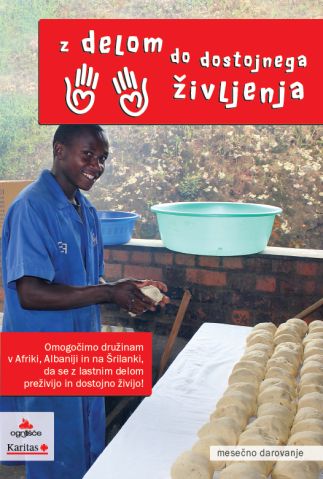 z delom
do dostojnega
življenja
Omogočimo družinam
v Afriki, Albaniji in na Šrilanki,
da se z lastnim delom
preživijo in dostojno živijo!
ognjišče
Karitas
mesečno darovanje